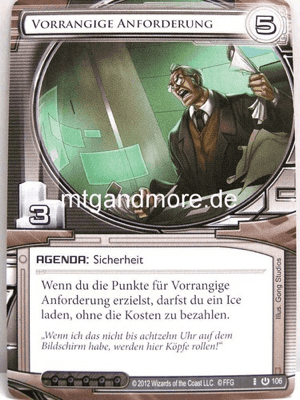 Vorrangige Anforderung
5
3
mtgandmore.de
Illus. Gong Studios
AGENDA: Sicherheit
Wenn du die Punkte für Vorrangige
Anforderung erzielst, darfst du ein Ice
laden, ohne die Kosten zu bezahlen.
„Wenn ich das nicht bis achtzehn Uhr auf dem
Bildschirm habe, werden hier Köpfe rollen!“
© 2012 Wizards of the Coast LLC. © FFG
106